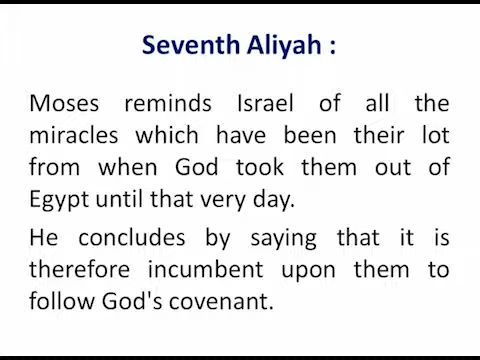 Seventh Aliyah :
Moses reminds Israel of all the
miracles which have been their lot
from when God took them out of
Egypt until that very day.
He concludes by saying that it is
therefore incumbent upon them to
follow God's covenant.